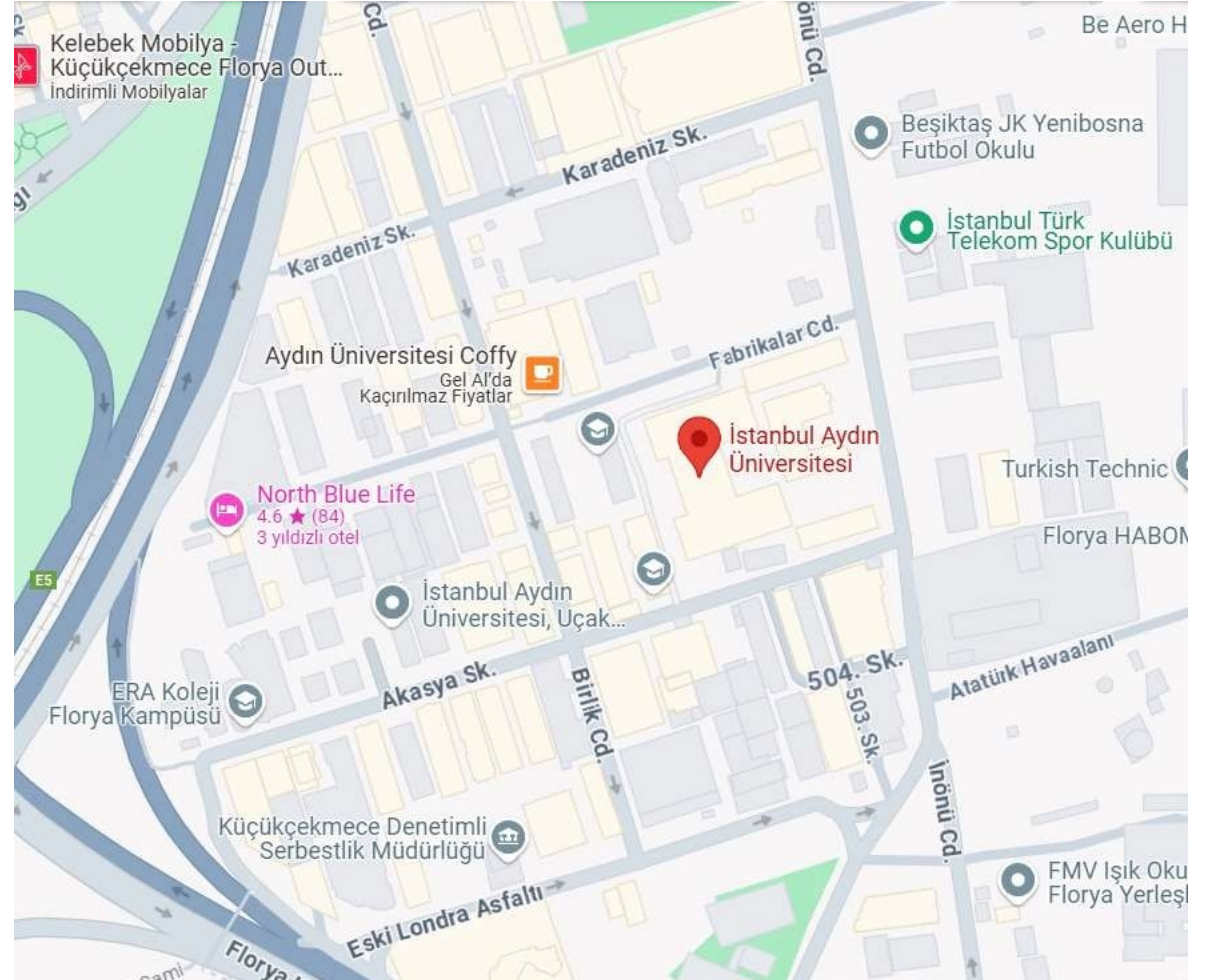 Cd.
İnönü Cd.
Be Aero H
Kelebek Mobilya -
Küçükçekmece Florya Out...
İndirimli Mobilyalar
Beşiktaş JK Yenibosna
Futbol Okulu
Karadeniz Sk.
İstanbul Türk
Telekom Spor Kulübü
Karadeniz Sk.
Fabrikalar Cd.
Aydın Üniversitesi Coffy
Gel Al'da
Kaçırılmaz Fiyatlar
İstanbul Aydın
Üniversitesi
Turkish Technic
North Blue Life
4.6 ★ (84)
3 yıldızlı otel
Florya HABOM
E5
İstanbul Aydın
Üniversitesi, Uçak...
504. Sk.
Atatürk Havaalanı
Akasya Sk.
ERA Koleji
Florya Kampüsü
Birlik Cd.
503. Sk.
İnönü Cd.
Küçükçekmece Denetimli
Serbestlik Müdürlüğü
FMV Işık Oku
Florya Yerleş
Eski Londra Asfaltı
Florya
Sami